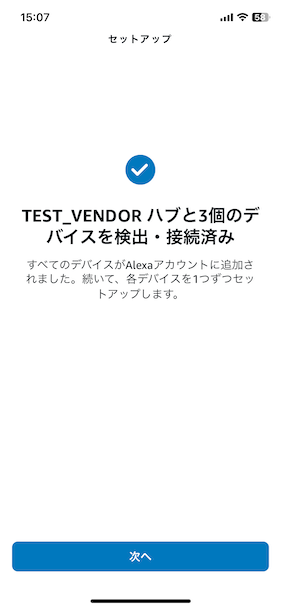 15:07
58
セットアップ
TEST_VENDOR ハブと3個のデ
バイスを検出・接続済み
すべてのデバイスがAlexaアカウントに追加さ
れました。続いて、各デバイスを1つずつセッ
トアップします。
次へ